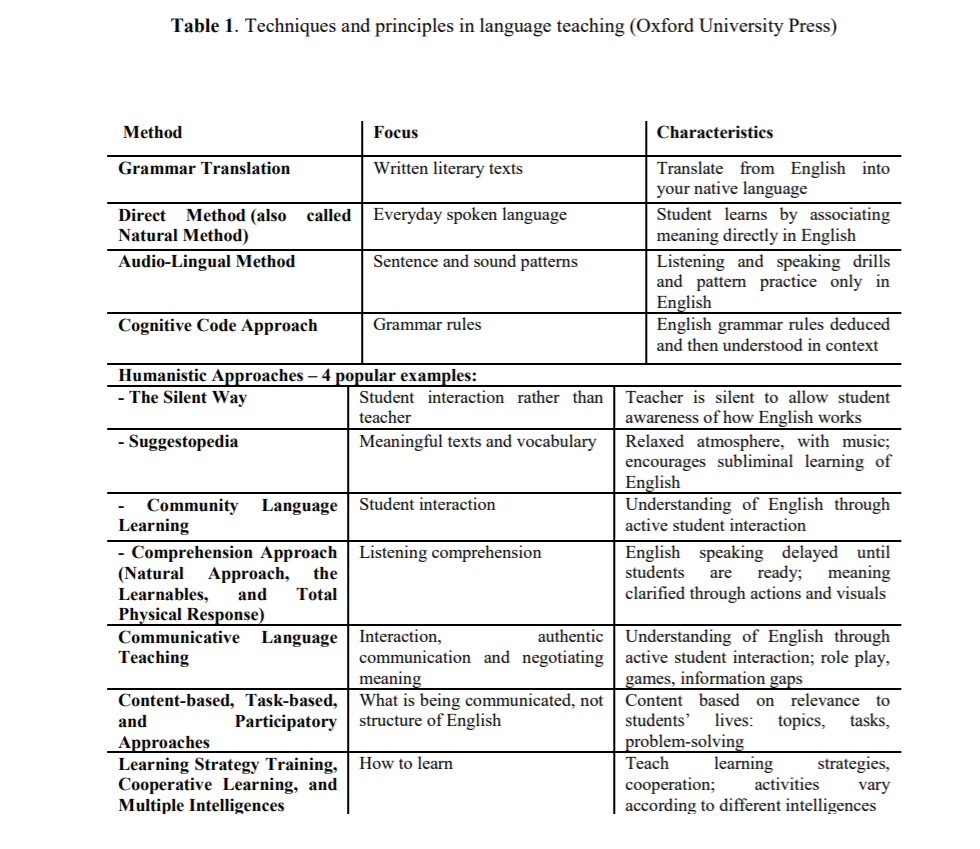 Table 1. Techniques and principles in language teaching (Oxford University Press)
Method Focus Characteristics
Grammar Translation Written literary texts Translate from English into
your native language
Direct Method (also called Everyday spoken language Student learns by associating
Natural Method) meaning directly in English
Audio-Lingual Method Sentence and sound patterns Listening and speaking drills
and pattern practice only in
English
Cognitive Code Approach Grammar rules English grammar rules deduced
and then understood in context
Humanistic Approaches – 4 popular examples:
- The Silent Way Student interaction rather than Teacher is silent to allow student
teacher awareness of how English works
- Suggestopedia Meaningful texts and vocabulary Relaxed atmosphere, with music;
encourages subliminal learning of
English
- Community Language Student interaction Understanding of English through
Learning active student interaction
- Comprehension Approach Listening comprehension English speaking delayed until
(Natural Approach, the students are ready; meaning
Learnables, and Total clarified through actions and visuals
Physical Response)
Communicative Language Interaction, authentic Understanding of English through
Teaching communication and negotiating active student interaction; role play,
meaning games, information gaps
Content-based, Task-based, What is being communicated, not Content based on relevance to
and Participatory structure of English students’ lives: topics, tasks,
Approaches problem-solving
Learning Strategy Training, How to learn Teach learning strategies,
Cooperative Learning, and cooperation; activities vary
Multiple Intelligences according to different intelligences